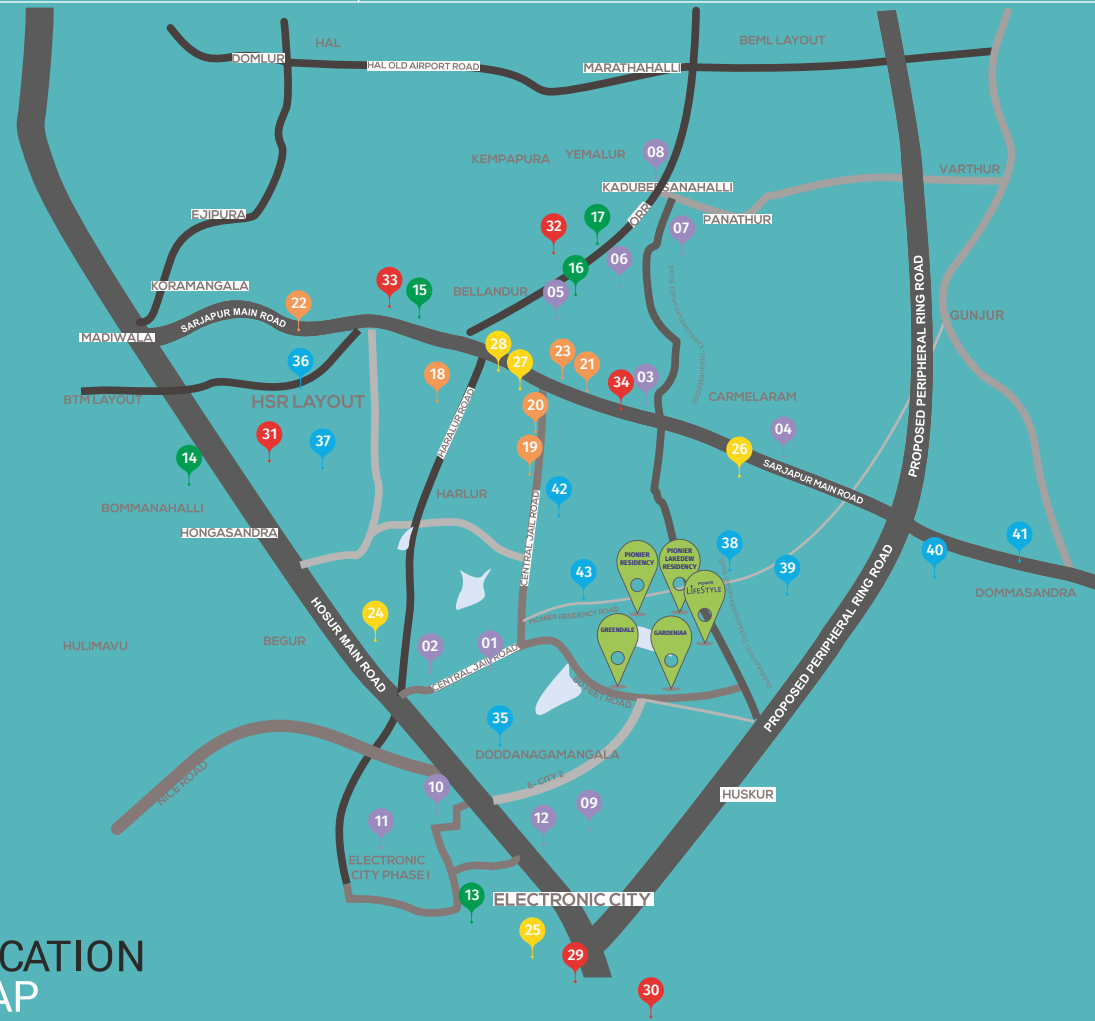 HAL
BEML LAYOUT
DOMLUR
HAL OLD AIRPORT ROAD
MARATHAHALLI
08
KEMPAPURA
YEMALUR
VARTHUR
ORR
PANATHUR
EJIPURA
17
32
07
06
16
05
KORAMANGALA
33
15
BELLANDUR
22
SARJAPUR MAIN ROAD
GUNJUR
MADIWALA
PROPOSED PERIPHERAL RING ROAD
28
27
23
21
36
18
34
03
BTM LAYOUT
HSR LAYOUT
CARMELARAM
20
HARALUR ROAD
31
37
04
19
26
14
SARJAPUR MAIN ROAD
42
HARLUR
BOMMANAHALLI
HONGASANDRA
CENTRAL JAIL ROAD
41
38
40
39
PIONIER
RESIDENCY
PIONIER
LAKEDEW
RESIDENCY
43
LIFESTYLE
DOMMASANDRA
PROPOSED PERIPHERAL RING ROAD
24
PIONIER RESIDENCY ROAD
GREENDALE
GARDENIAA
HOSUR MAIN ROAD
HULIMAVU
BEGUR
02
01
CENTRAL JAIL ROAD
35
DODDANAGAMANGALA
NICE ROAD
E- CITY 2
10
HUSKUR
09
11
12
ELECTRONIC
CITY PHASE I
13
ELECTRONIC CITY
25
29
CATION
AP
30